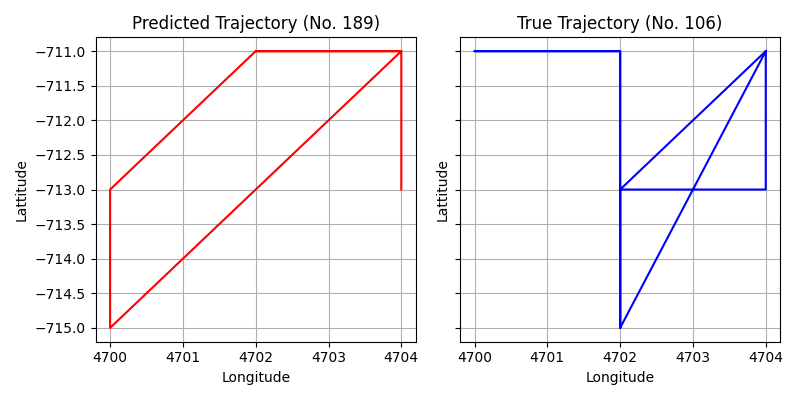 Predicted Trajectory (No. 189)
True Trajectory (No. 106)
−711.0
−711.5
−712.0
−712.5
−713.0
−713.5
−714.0
−714.5
−715.0
Lattitude
Lattitude
4700 4701 4702 4703 4704
4700 4701 4702 4703 4704
Longitude
Longitude